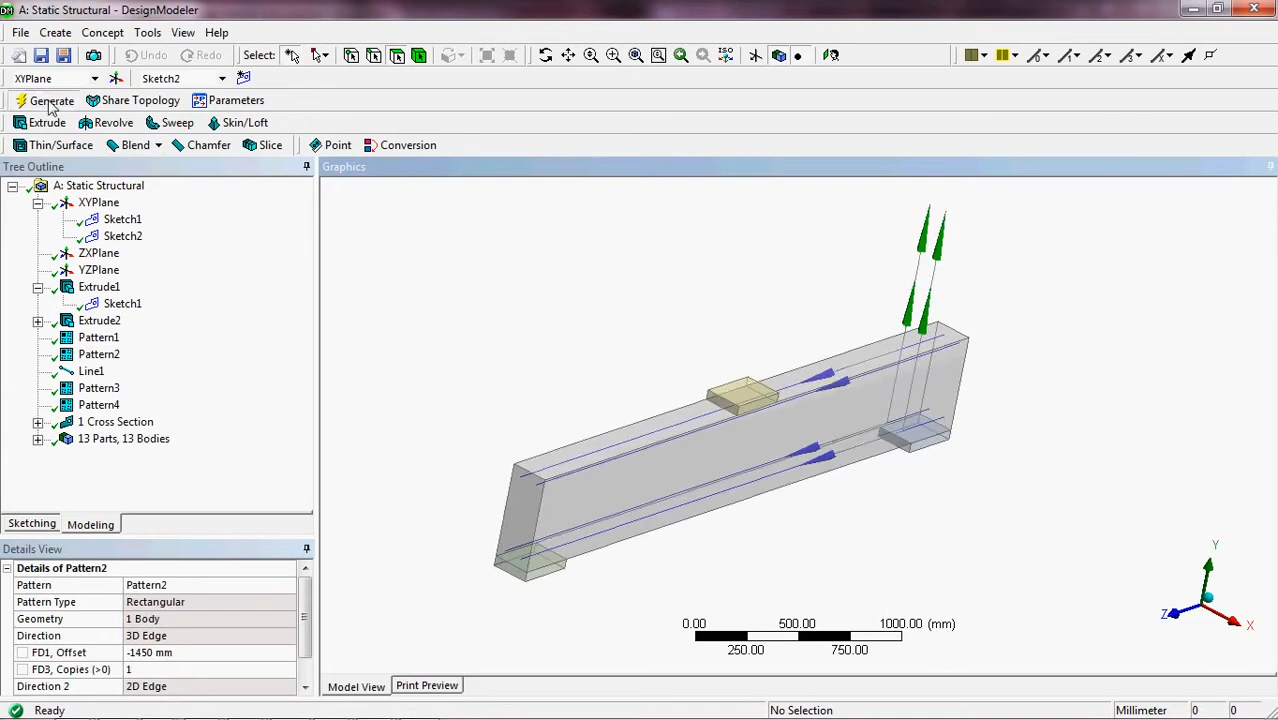 A: Static Structural - DesignModeler
File Create Concept Tools View Help
Undo Redo Select:
XYPlane Sketch2
Generate Share Topology Parameters
Extrude Revolve Sweep Skin/Loft
Thin/Surface Blend Chamfer Slice Point Conversion
Tree Outline
A: Static Structural
XYPlane
Sketch1
Sketch2
ZXPlane
YZPlane
Extrude1
Sketch1
Extrude2
Pattern1
Pattern2
Line1
Pattern3
Pattern4
1 Cross Section
13 Parts, 13 Bodies
Sketching Modeling
Details View
Details of Pattern2
Pattern Pattern2
Pattern Type Rectangular
Geometry 1 Body
Direction 3D Edge
FD1, Offset -1450 mm
FD3, Copies (>0) 1
Direction 2 2D Edge
Graphics
0.00 500.00 1000.00 (mm)
250.00 750.00
Y
Z
X
Model View Print Preview
Ready No Selection Millimeter 0 0